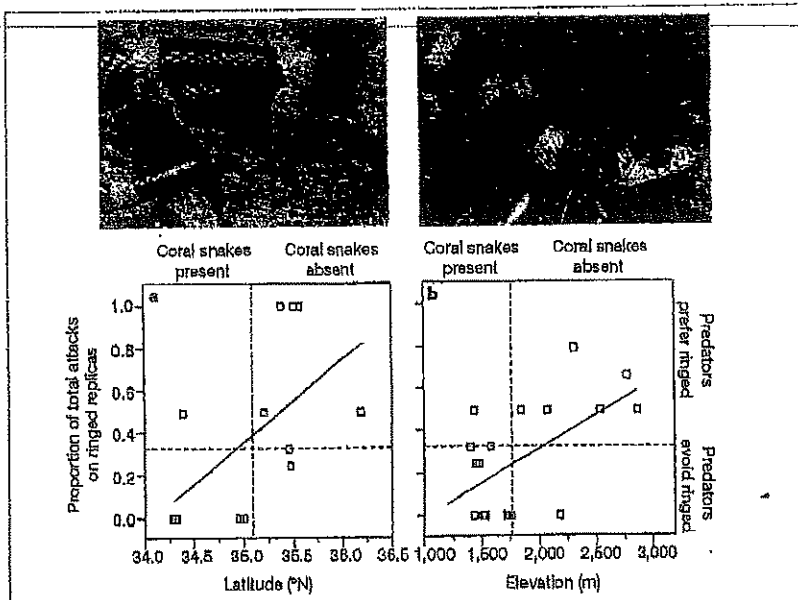 Coral snakes present
Coral snakes absent
Coral snakes present
Coral snakes absent
a
b
1.0
0.8
0.6
0.4
0.2
0.0
Proportion of total attacks on ringed replicas
Predators prefer ringed
Predators avoid ringed
34.0 34.5 35.0 35.5 36.0 36.5
1,000 1,500 2,000 2,500 3,000
Latitude (°N)
Elevation (m)